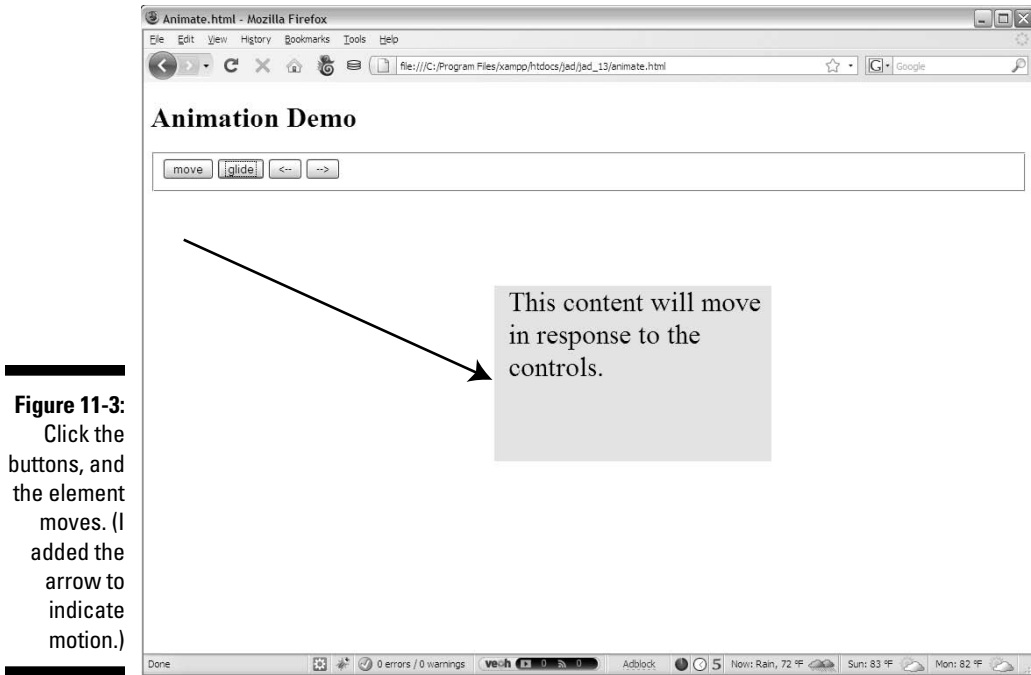 Animate.html - Mozilla Firefox
File Edit View History Bookmarks Tools Help
file:///C:/Program Files/xampp/htdocs/jad/jad_13/animate.html
G Google
Animation Demo
move glide <-- -->
This content will move
in response to the
controls.
Figure 11-3:
Click the
buttons, and
the element
moves. (I
added the
arrow to
indicate
motion.)
Done 0 errors / 0 warnings veoh 0 0 Adblock 5 Now: Rain, 72 °F Sun: 83 °F Mon: 82 °F